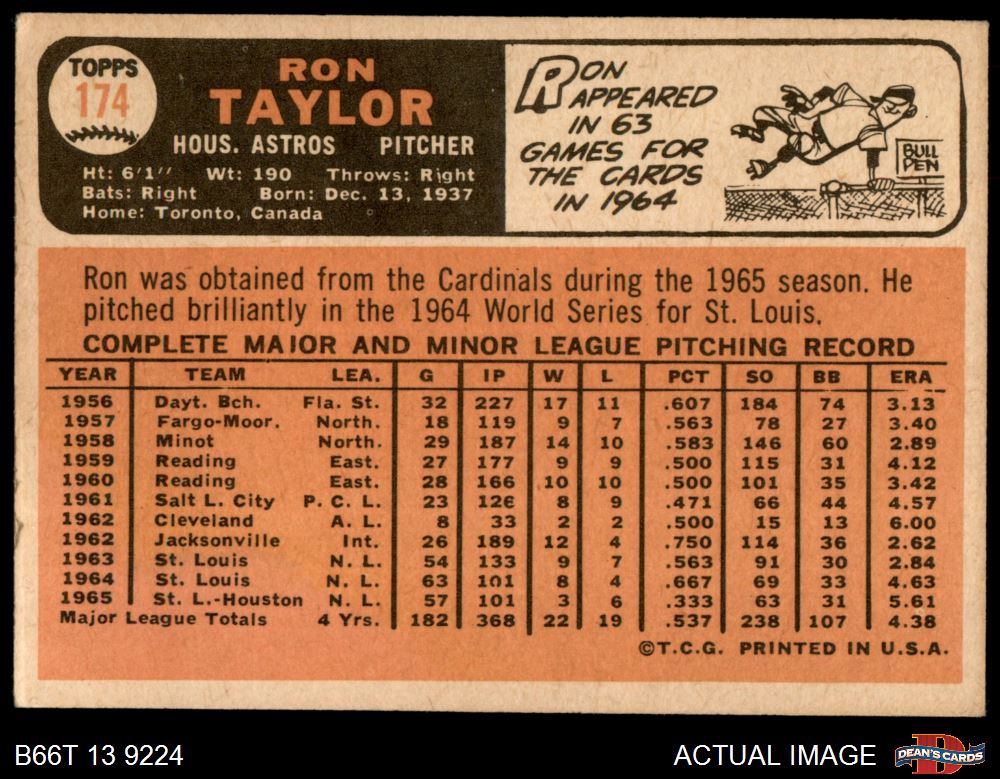 TOPPS
174
RON
TAYLOR
HOUS. ASTROS PITCHER
Ht: 6'1" Wt: 190 Throws: Right
Bats: Right Born: Dec. 13, 1937
Home: Toronto, Canada
RON
APPEARED
IN 63
GAMES FOR
THE CARDS
IN 1964
BULL
PEN
Ron was obtained from the Cardinals during the 1965 season. He
pitched brilliantly in the 1964 World Series for St. Louis.
COMPLETE MAJOR AND MINOR LEAGUE PITCHING RECORD
YEAR TEAM LEA. G IP W L PCT SO BB ERA
1956 Dayt. Bch. Fla. St. 32 227 17 11 .607 184 74 3.13
1957 Fargo-Moor. North. 18 119 9 7 .563 78 27 3.40
1958 Minot North. 29 187 14 10 .583 146 60 2.89
1959 Reading East. 27 177 9 9 .500 115 31 4.12
1960 Reading East. 28 166 10 10 .500 101 35 3.42
1961 Salt L. City P. C. L. 23 126 8 9 .471 66 44 4.57
1962 Cleveland A. L. 8 33 2 2 .500 15 13 6.00
1962 Jacksonville Int. 26 189 12 4 .750 114 36 2.62
1963 St. Louis N. L. 54 133 9 7 .563 91 30 2.84
1964 St. Louis N. L. 63 101 8 4 .667 69 33 4.63
1965 St. L.-Houston N. L. 57 101 3 6 .333 63 31 5.61
Major League Totals 4 Yrs. 182 368 22 19 .537 238 107 4.38
©T.C.G. PRINTED IN U.S.A.
B66T 13 9224 ACTUAL IMAGE DEAN'S CARDS